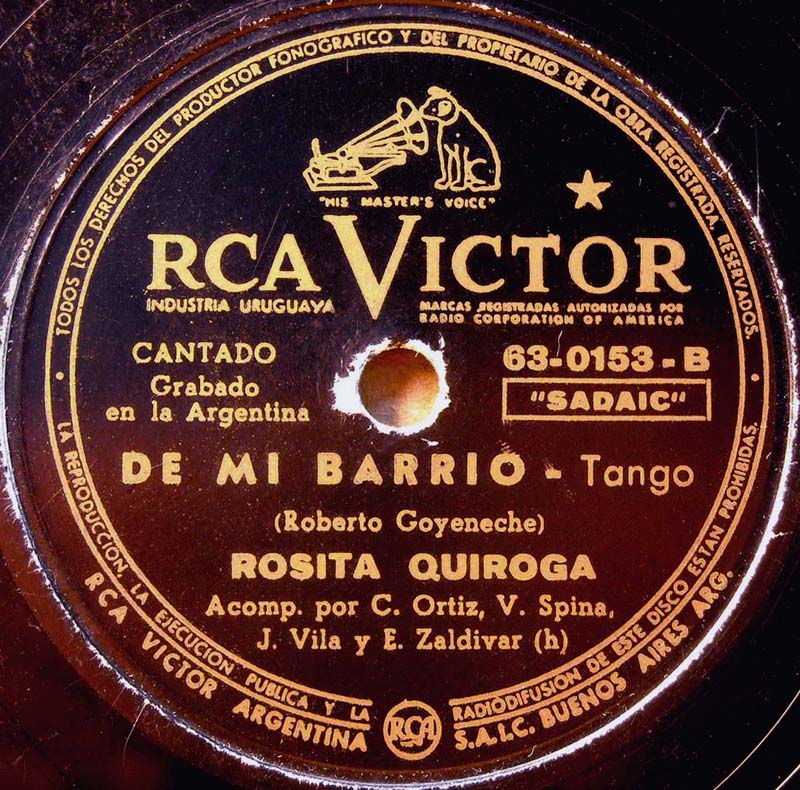 TODOS LOS DERECHOS DEL PRODUCTOR FONOGRAFICO Y DEL PROPIETARIO DE LA OBRA REGISTRADA, RESERVADOS.
"HIS MASTER'S VOICE"
RCA VICTOR
INDUSTRIA URUGUAYA
MARCAS REGISTRADAS AUTORIZADAS POR
RADIO CORPORATION OF AMERICA
CANTADO
Grabado
en la Argentina
63-0153-B
"SADAIC"
DE MI BARRIO - Tango
(Roberto Goyeneche)
ROSITA QUIROGA
Acomp. por C. Ortiz, V. Spina,
J. Vila y E. Zaldivar (h)
LA REPRODUCCION, LA EJECUCION PUBLICA Y LA RADIODIFUSIÓN DE ESTE DISCO ESTAN PROHIBIDAS.
RCA VICTOR ARGENTINA S.A.I.C. BUENOS AIRES ARG.
RCA